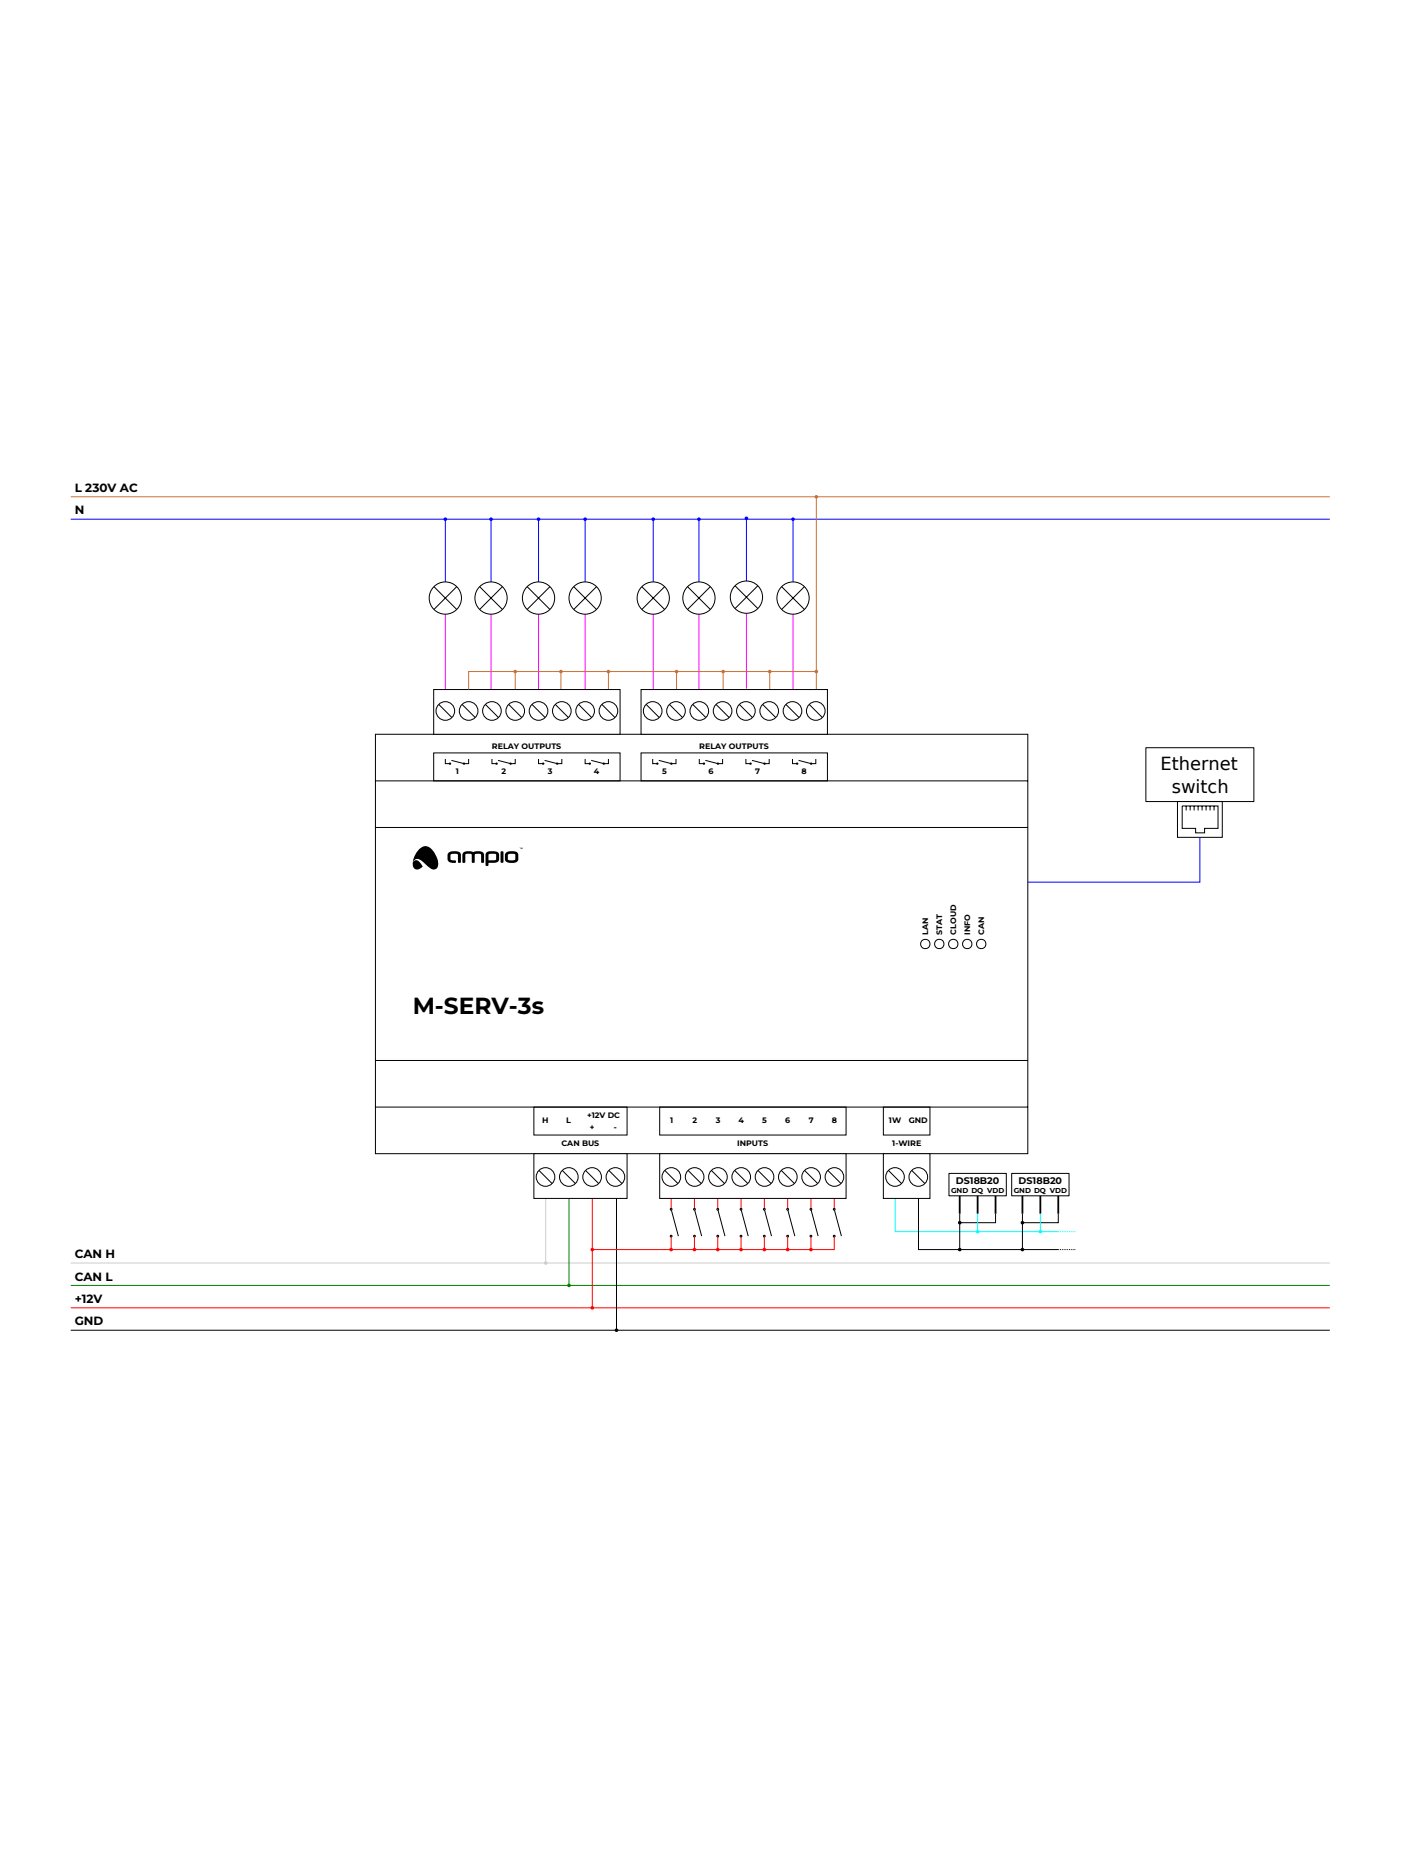 L 230V AC
N
RELAY OUTPUTS RELAY OUTPUTS
1 2 3 4 5 6 7 8
Ethernet
switch
ampio™
LAN STAT CLOUD INFO CAN
M-SERV-3s
H L +12V DC
+ -
1 2 3 4 5 6 7 8
1W GND
CAN BUS INPUTS 1-WIRE
DS18B20 DS18B20
GND DQ VDD GND DQ VDD
CAN H
CAN L
+12V
GND